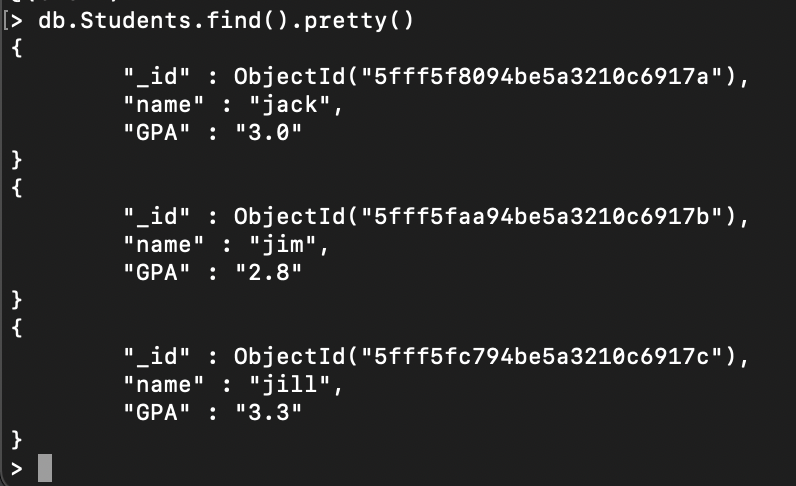 > db.Students.find().pretty()
{
"_id" : ObjectId("5fff5f8094be5a3210c6917a"),
"name" : "jack",
"GPA" : "3.0"
}
{
"_id" : ObjectId("5fff5faa94be5a3210c6917b"),
"name" : "jim",
"GPA" : "2.8"
}
{
"_id" : ObjectId("5fff5fc794be5a3210c6917c"),
"name" : "jill",
"GPA" : "3.3"
}
>